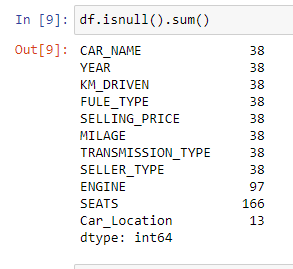 In [9]: df.isnull().sum()
Out[9]: CAR_NAME 38
YEAR 38
KM_DRIVEN 38
FULE_TYPE 38
SELLING_PRICE 38
MILAGE 38
TRANSMISSION_TYPE 38
SELLER_TYPE 38
ENGINE 97
SEATS 166
Car_Location 13
dtype: int64